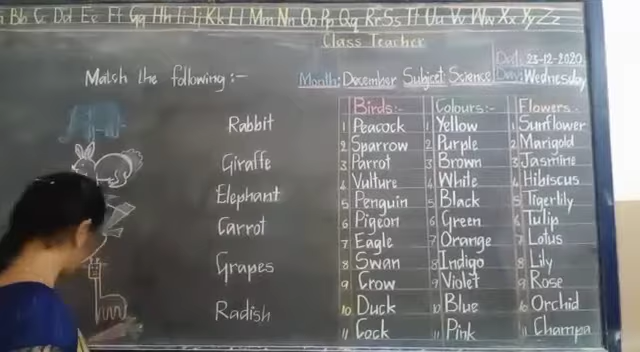 Bb Cc Dd Ee Ff Gg Hh Ii Jj Kk Ll Mm Nn Oo Pp Qq Rr Ss Tt Uu Vv Ww Xx Yy Zz
Class Teacher
Date: 23-12-2020
Match the following:- Month: December Subject: Science Day: Wednesday
Birds:- Colours:- Flowers.
Rabbit 1 Peacock 1 Yellow 1 Sunflower
2 Sparrow 2 Purple 2 Marigold
Giraffe 3 Parrot 3 Brown 3 Jasmine
4 Vulture 4 White 4 Hibiscus
Elephant 5 Penguin 5 Black 5 Tigerlily
Carrot 6 Pigeon 6 Green 6 Tulip
7 Eagle 7 Orange 7 Lotus
Grapes 8 Swan 8 Indigo 8 Lily
9 Crow 9 Violet 9 Rose
Radish 10 Duck 10 Blue 10 Orchid
11 Cock 11 Pink 11 Champa